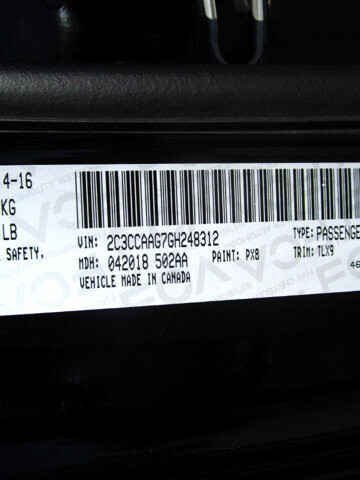 4-16
KG
LB
SAFETY,
VIN: 2C3CCAAG7GH248312
TYPE: PASSENGE
MDH: 042018 502AA
PAINT: PX8
TRIM: TLX9
VEHICLE MADE IN CANADA
46